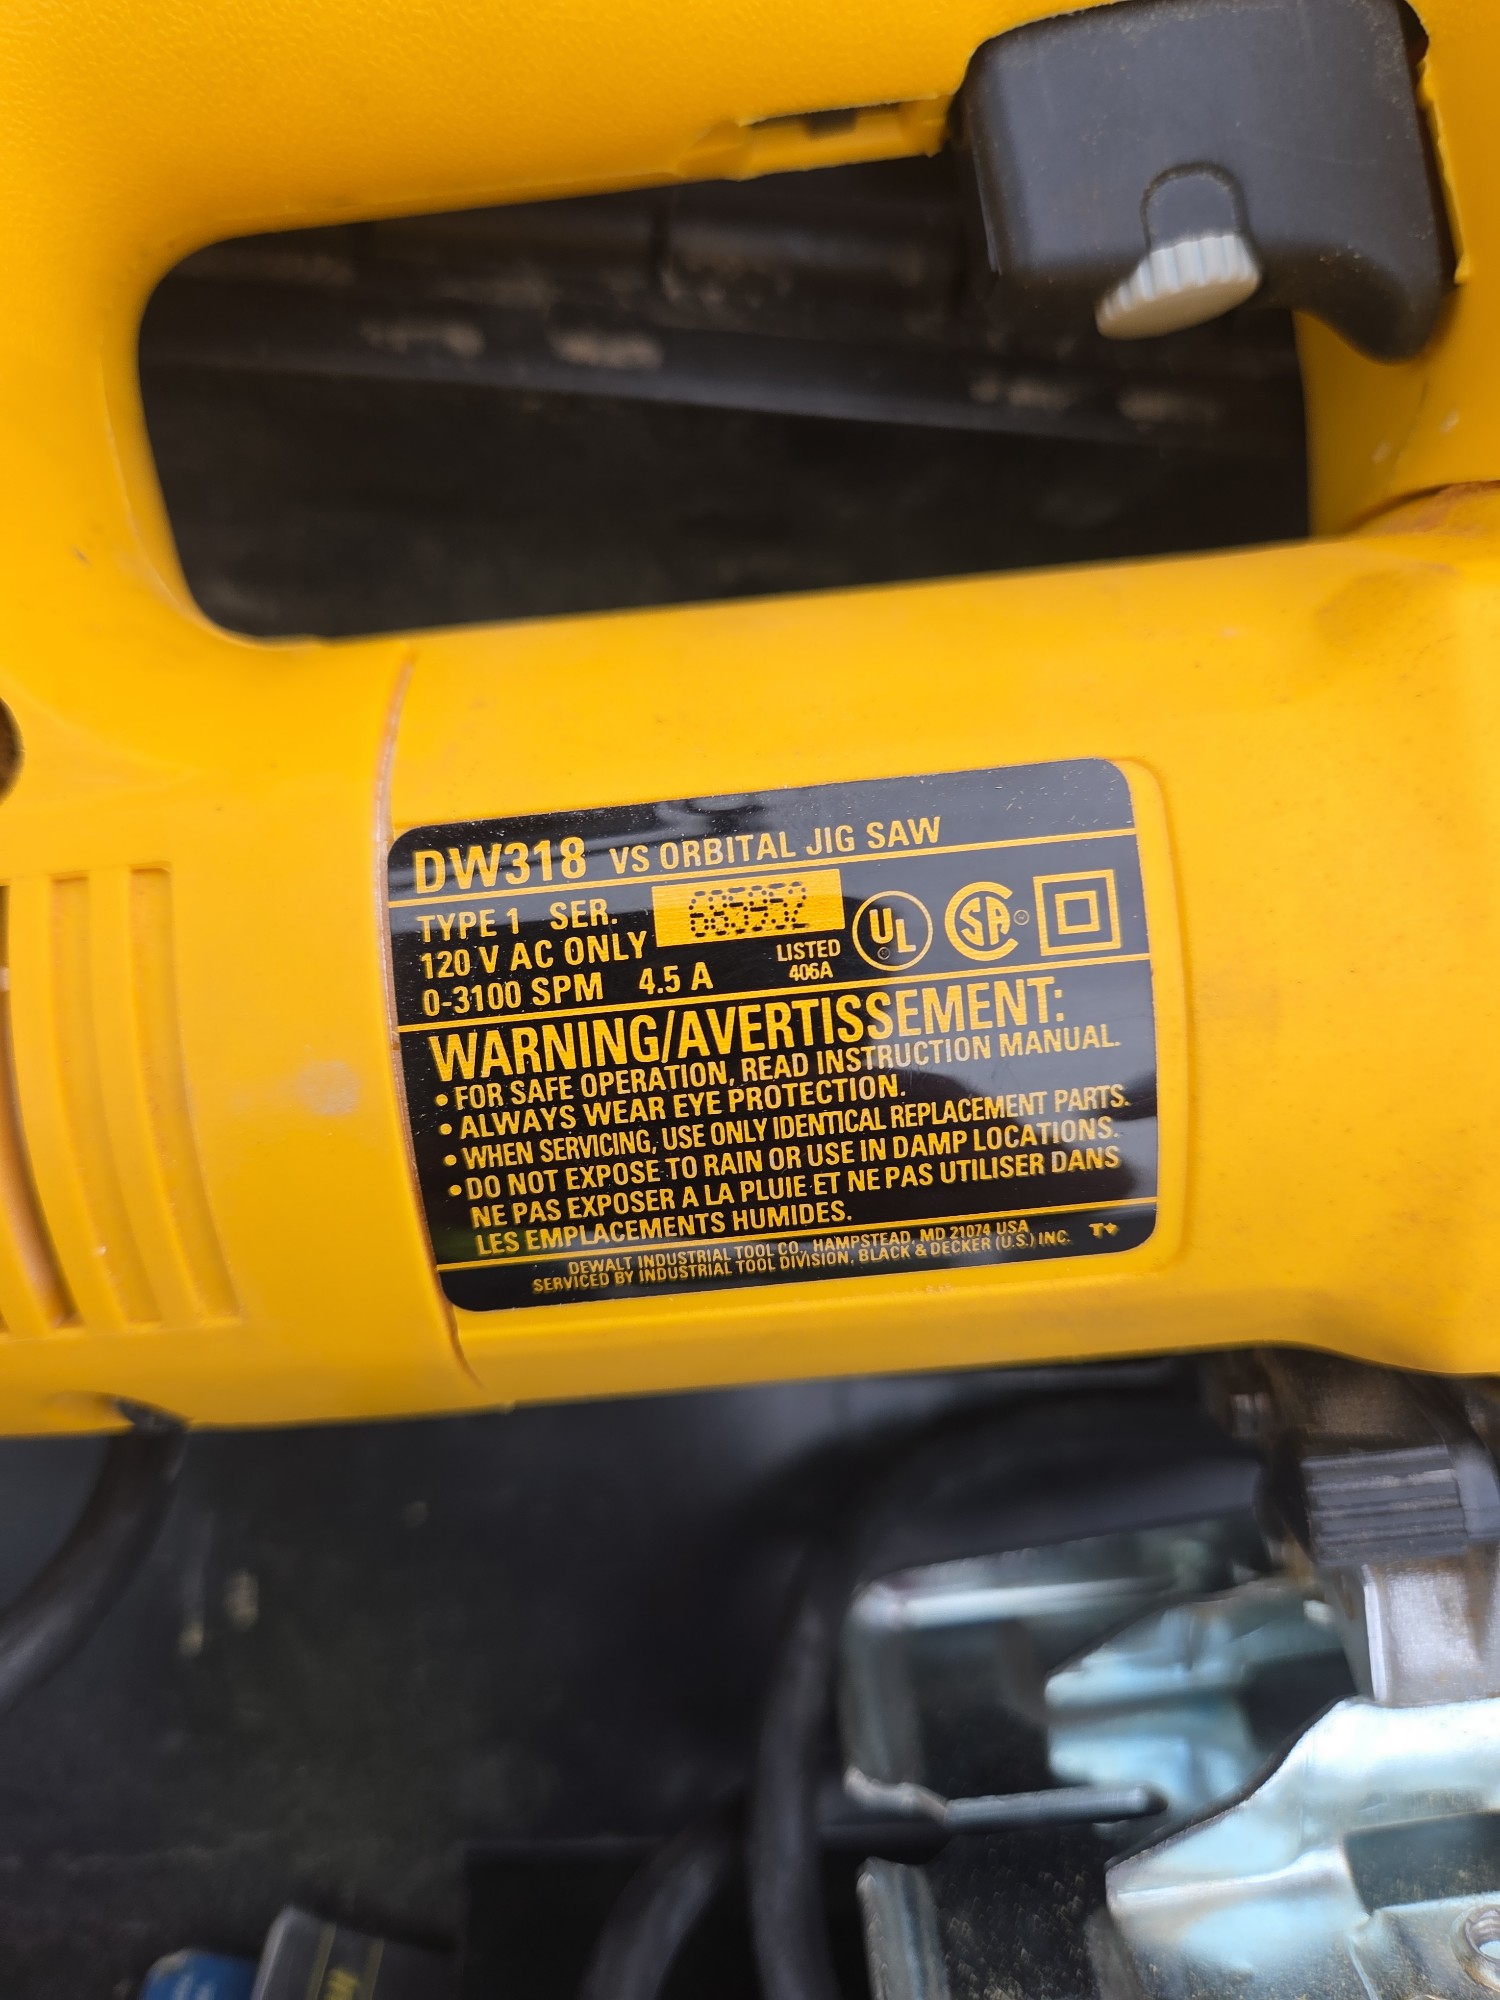 DW318 VS ORBITAL JIG SAW
TYPE 1 SER. 685952
120 V AC ONLY
0-3100 SPM 4.5 A
LISTED
406A
UL
SA
WARNING/AVERTISSEMENT:
• FOR SAFE OPERATION, READ INSTRUCTION MANUAL.
• ALWAYS WEAR EYE PROTECTION.
• WHEN SERVICING, USE ONLY IDENTICAL REPLACEMENT PARTS.
• DO NOT EXPOSE TO RAIN OR USE IN DAMP LOCATIONS.
NE PAS EXPOSER A LA PLUIE ET NE PAS UTILISER DANS
LES EMPLACEMENTS HUMIDES.
DEWALT INDUSTRIAL TOOL CO., HAMPSTEAD, MD 21074 USA
SERVICED BY INDUSTRIAL TOOL DIVISION, BLACK & DECKER (U.S.) INC.